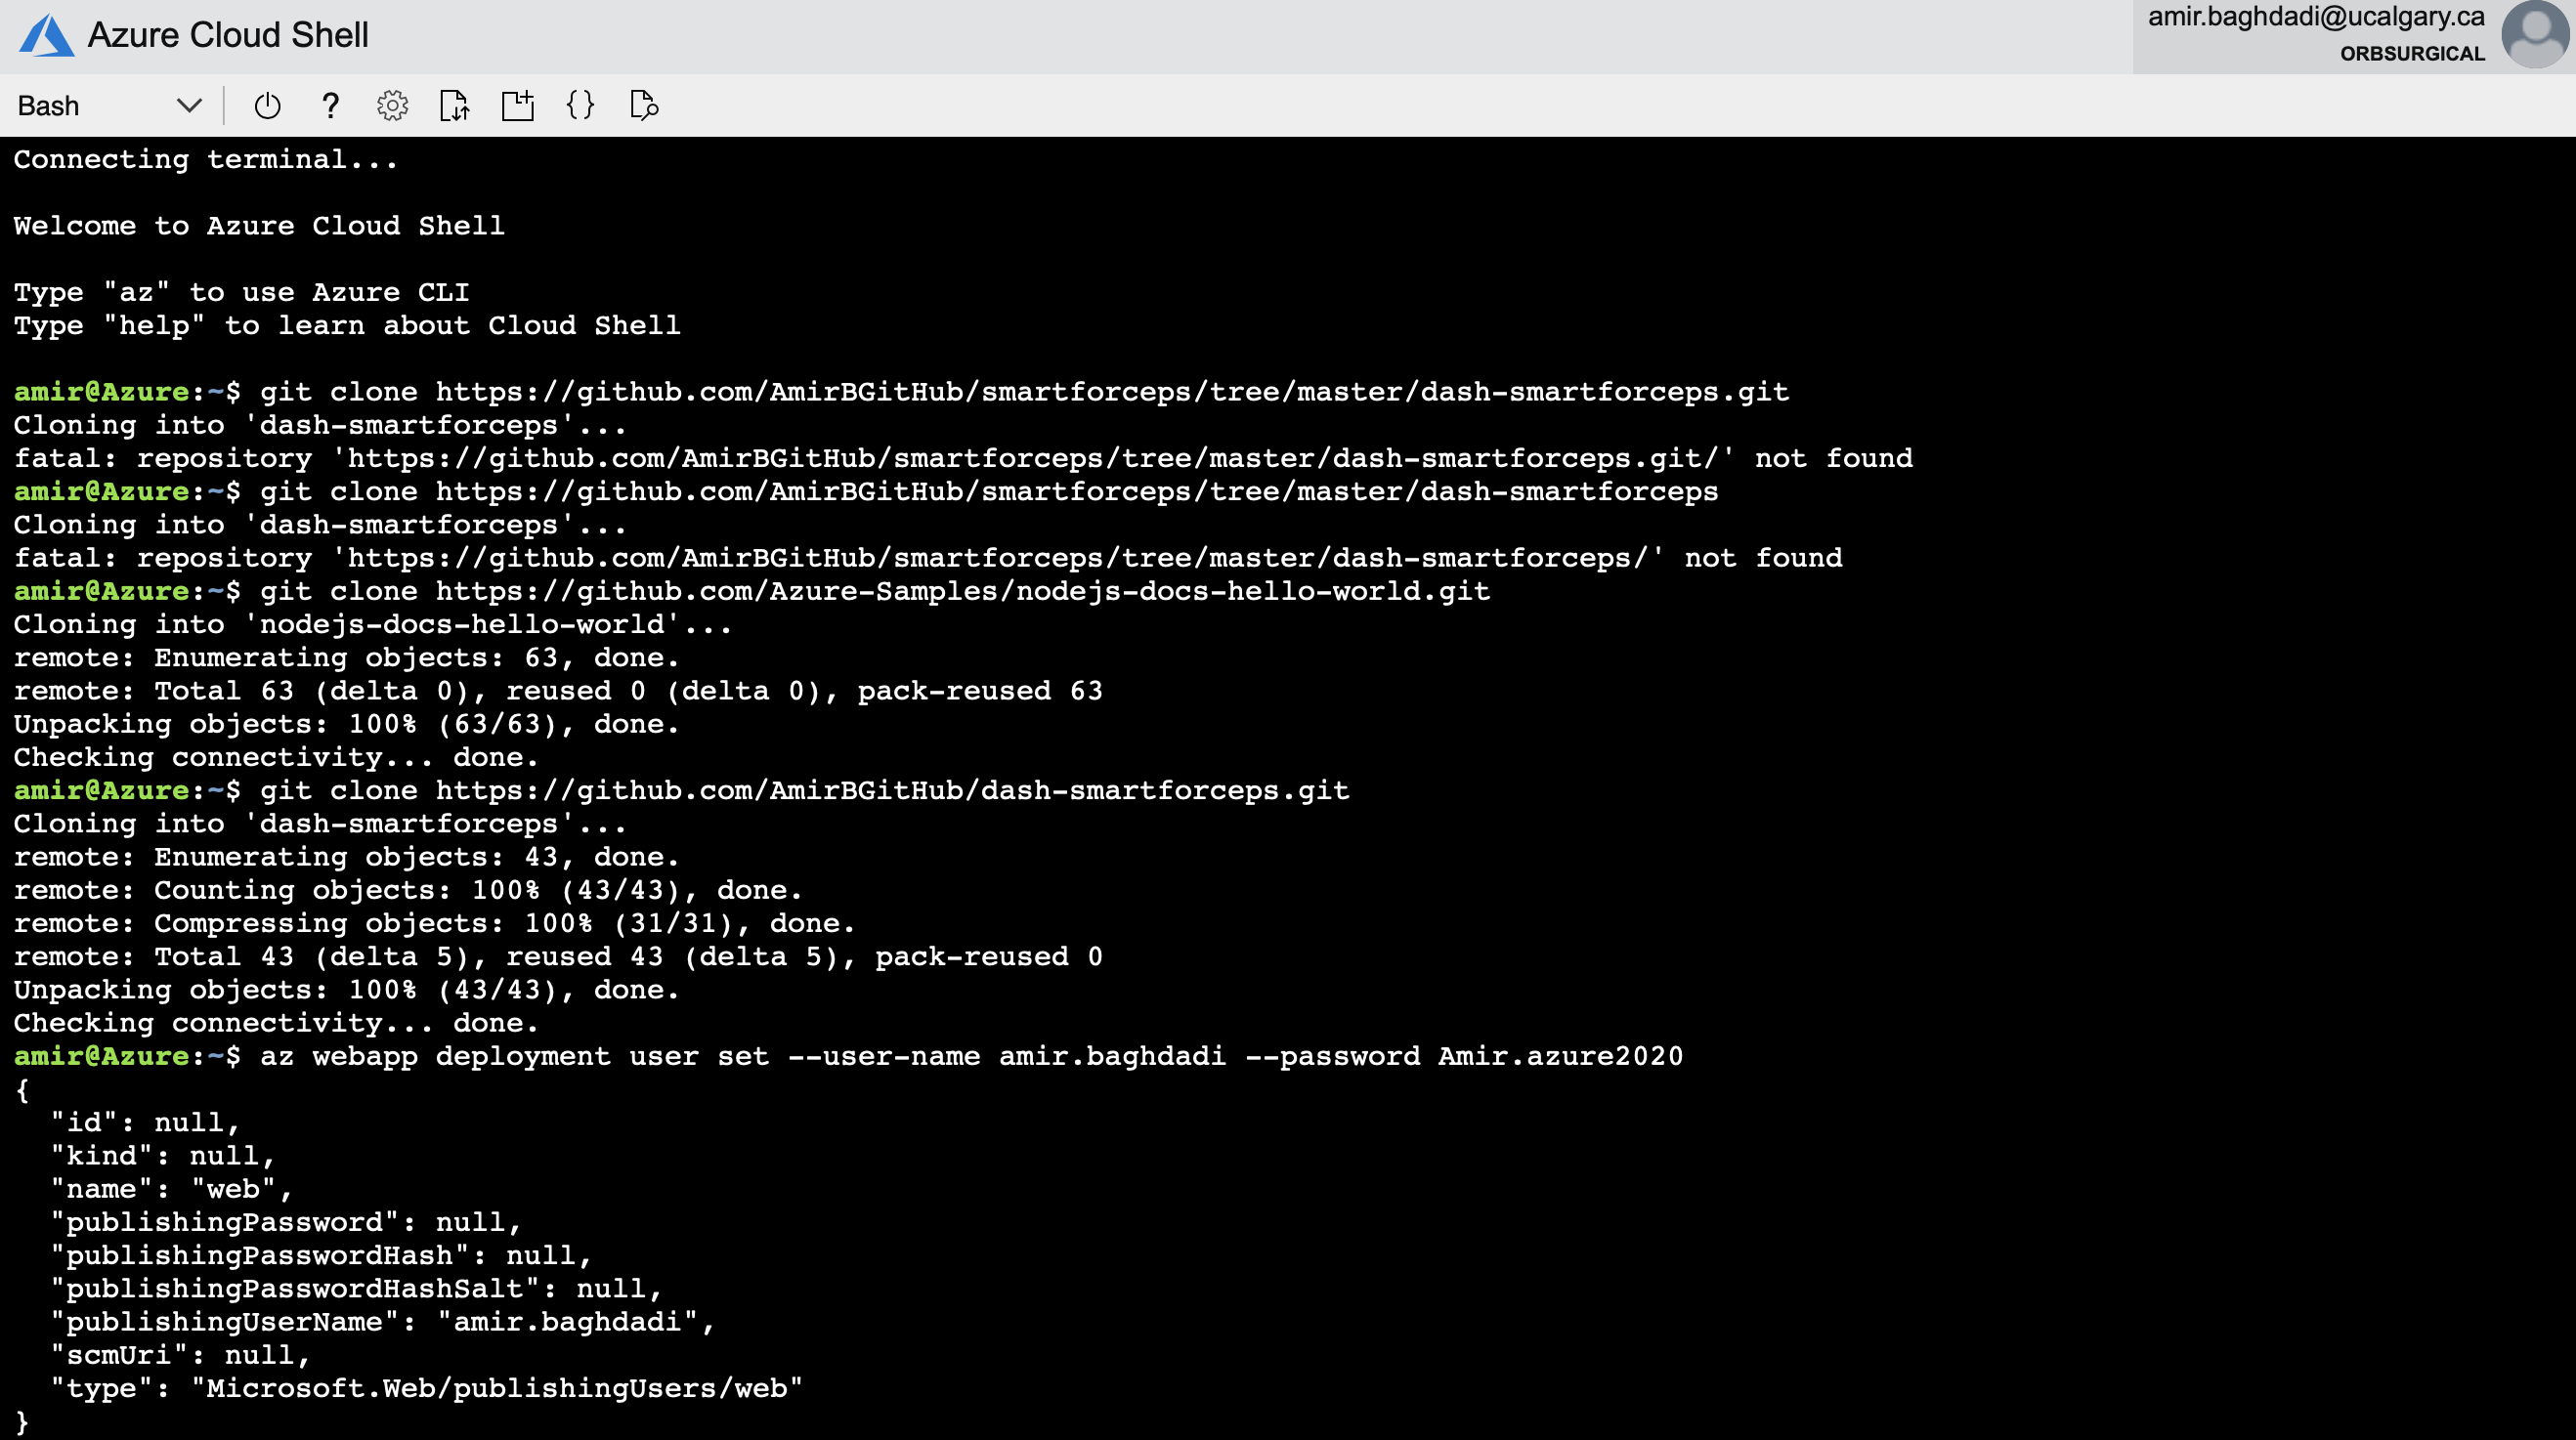 Azure Cloud Shell
amir.baghdadi@ucalgary.ca
ORBSURGICAL
Bash
Connecting terminal...
Welcome to Azure Cloud Shell
Type "az" to use Azure CLI
Type "help" to learn about Cloud Shell
amir@Azure:~$ git clone https://github.com/AmirBGitHub/smartforceps/tree/master/dash-smartforceps.git
Cloning into 'dash-smartforceps'...
fatal: repository 'https://github.com/AmirBGitHub/smartforceps/tree/master/dash-smartforceps.git/' not found
amir@Azure:~$ git clone https://github.com/AmirBGitHub/smartforceps/tree/master/dash-smartforceps
Cloning into 'dash-smartforceps'...
fatal: repository 'https://github.com/AmirBGitHub/smartforceps/tree/master/dash-smartforceps/' not found
amir@Azure:~$ git clone https://github.com/Azure-Samples/nodejs-docs-hello-world.git
Cloning into 'nodejs-docs-hello-world'...
remote: Enumerating objects: 63, done.
remote: Total 63 (delta 0), reused 0 (delta 0), pack-reused 63
Unpacking objects: 100% (63/63), done.
Checking connectivity... done.
amir@Azure:~$ git clone https://github.com/AmirBGitHub/dash-smartforceps.git
Cloning into 'dash-smartforceps'...
remote: Enumerating objects: 43, done.
remote: Counting objects: 100% (43/43), done.
remote: Compressing objects: 100% (31/31), done.
remote: Total 43 (delta 5), reused 43 (delta 5), pack-reused 0
Unpacking objects: 100% (43/43), done.
Checking connectivity... done.
amir@Azure:~$ az webapp deployment user set --user-name amir.baghdadi --password Amir.azure2020
{
  "id": null,
  "kind": null,
  "name": "web",
  "publishingPassword": null,
  "publishingPasswordHash": null,
  "publishingPasswordHashSalt": null,
  "publishingUserName": "amir.baghdadi",
  "scmUri": null,
  "type": "Microsoft.Web/publishingUsers/web"
}